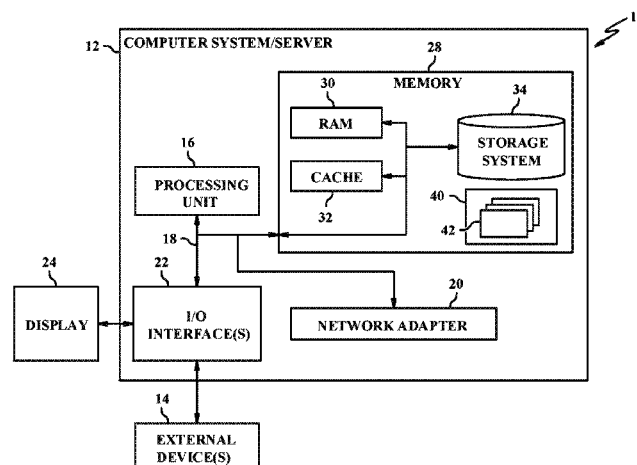 12
COMPUTER SYSTEM/SERVER
28
MEMORY
30
RAM
34
STORAGE
SYSTEM
16
PROCESSING
UNIT
CACHE
32
40
42
18
24
DISPLAY
22
I/O
INTERFACE(S)
20
NETWORK ADAPTER
14
EXTERNAL
DEVICE(S)